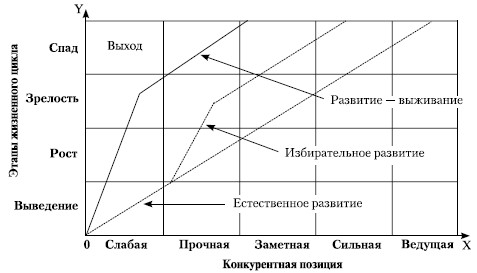 Y
Этапы жизненного цикла
Спад
Выход
Зрелость
Развитие – выживание
Рост
Избирательное развитие
Выведение
Естественное развитие
0 Слабая Прочная Заметная Сильная Ведущая X
Конкурентная позиция